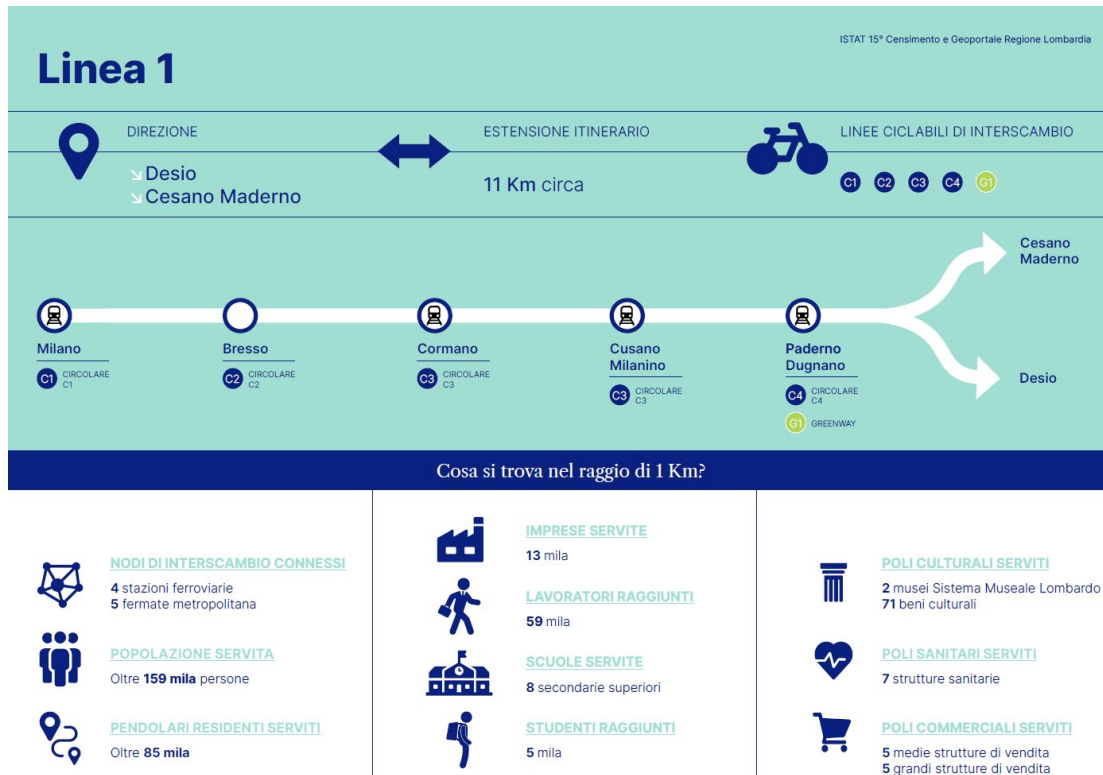 ISTAT 15° Censimento e Geoportale Regione Lombardia
Linea 1
DIREZIONE
↘Desio
↘Cesano Maderno
ESTENSIONE ITINERARIO
11 Km circa
LINEE CICLABILI DI INTERSCAMBIO
C1 C2 C3 C4 G1
Cesano
Maderno
Milano
C1 CIRCOLARE
C1
Bresso
C2 CIRCOLARE
C2
Cormano
C3 CIRCOLARE
C3
Cusano
Milanino
C3 CIRCOLARE
C3
Paderno
Dugnano
C4 CIRCOLARE
C4
G1 GREENWAY
Desio
Cosa si trova nel raggio di 1 Km?
NODI DI INTERSCAMBIO CONNESSI
4 stazioni ferroviarie
5 fermate metropolitana
POPOLAZIONE SERVITA
Oltre 159 mila persone
PENDOLARI RESIDENTI SERVITI
Oltre 85 mila
IMPRESE SERVITE
13 mila
LAVORATORI RAGGIUNTI
59 mila
SCUOLE SERVITE
8 secondarie superiori
STUDENTI RAGGIUNTI
5 mila
POLI CULTURALI SERVITI
2 musei Sistema Museale Lombardo
71 beni culturali
POLI SANITARI SERVITI
7 strutture sanitarie
POLI COMMERCIALI SERVITI
5 medie strutture di vendita
5 grandi strutture di vendita